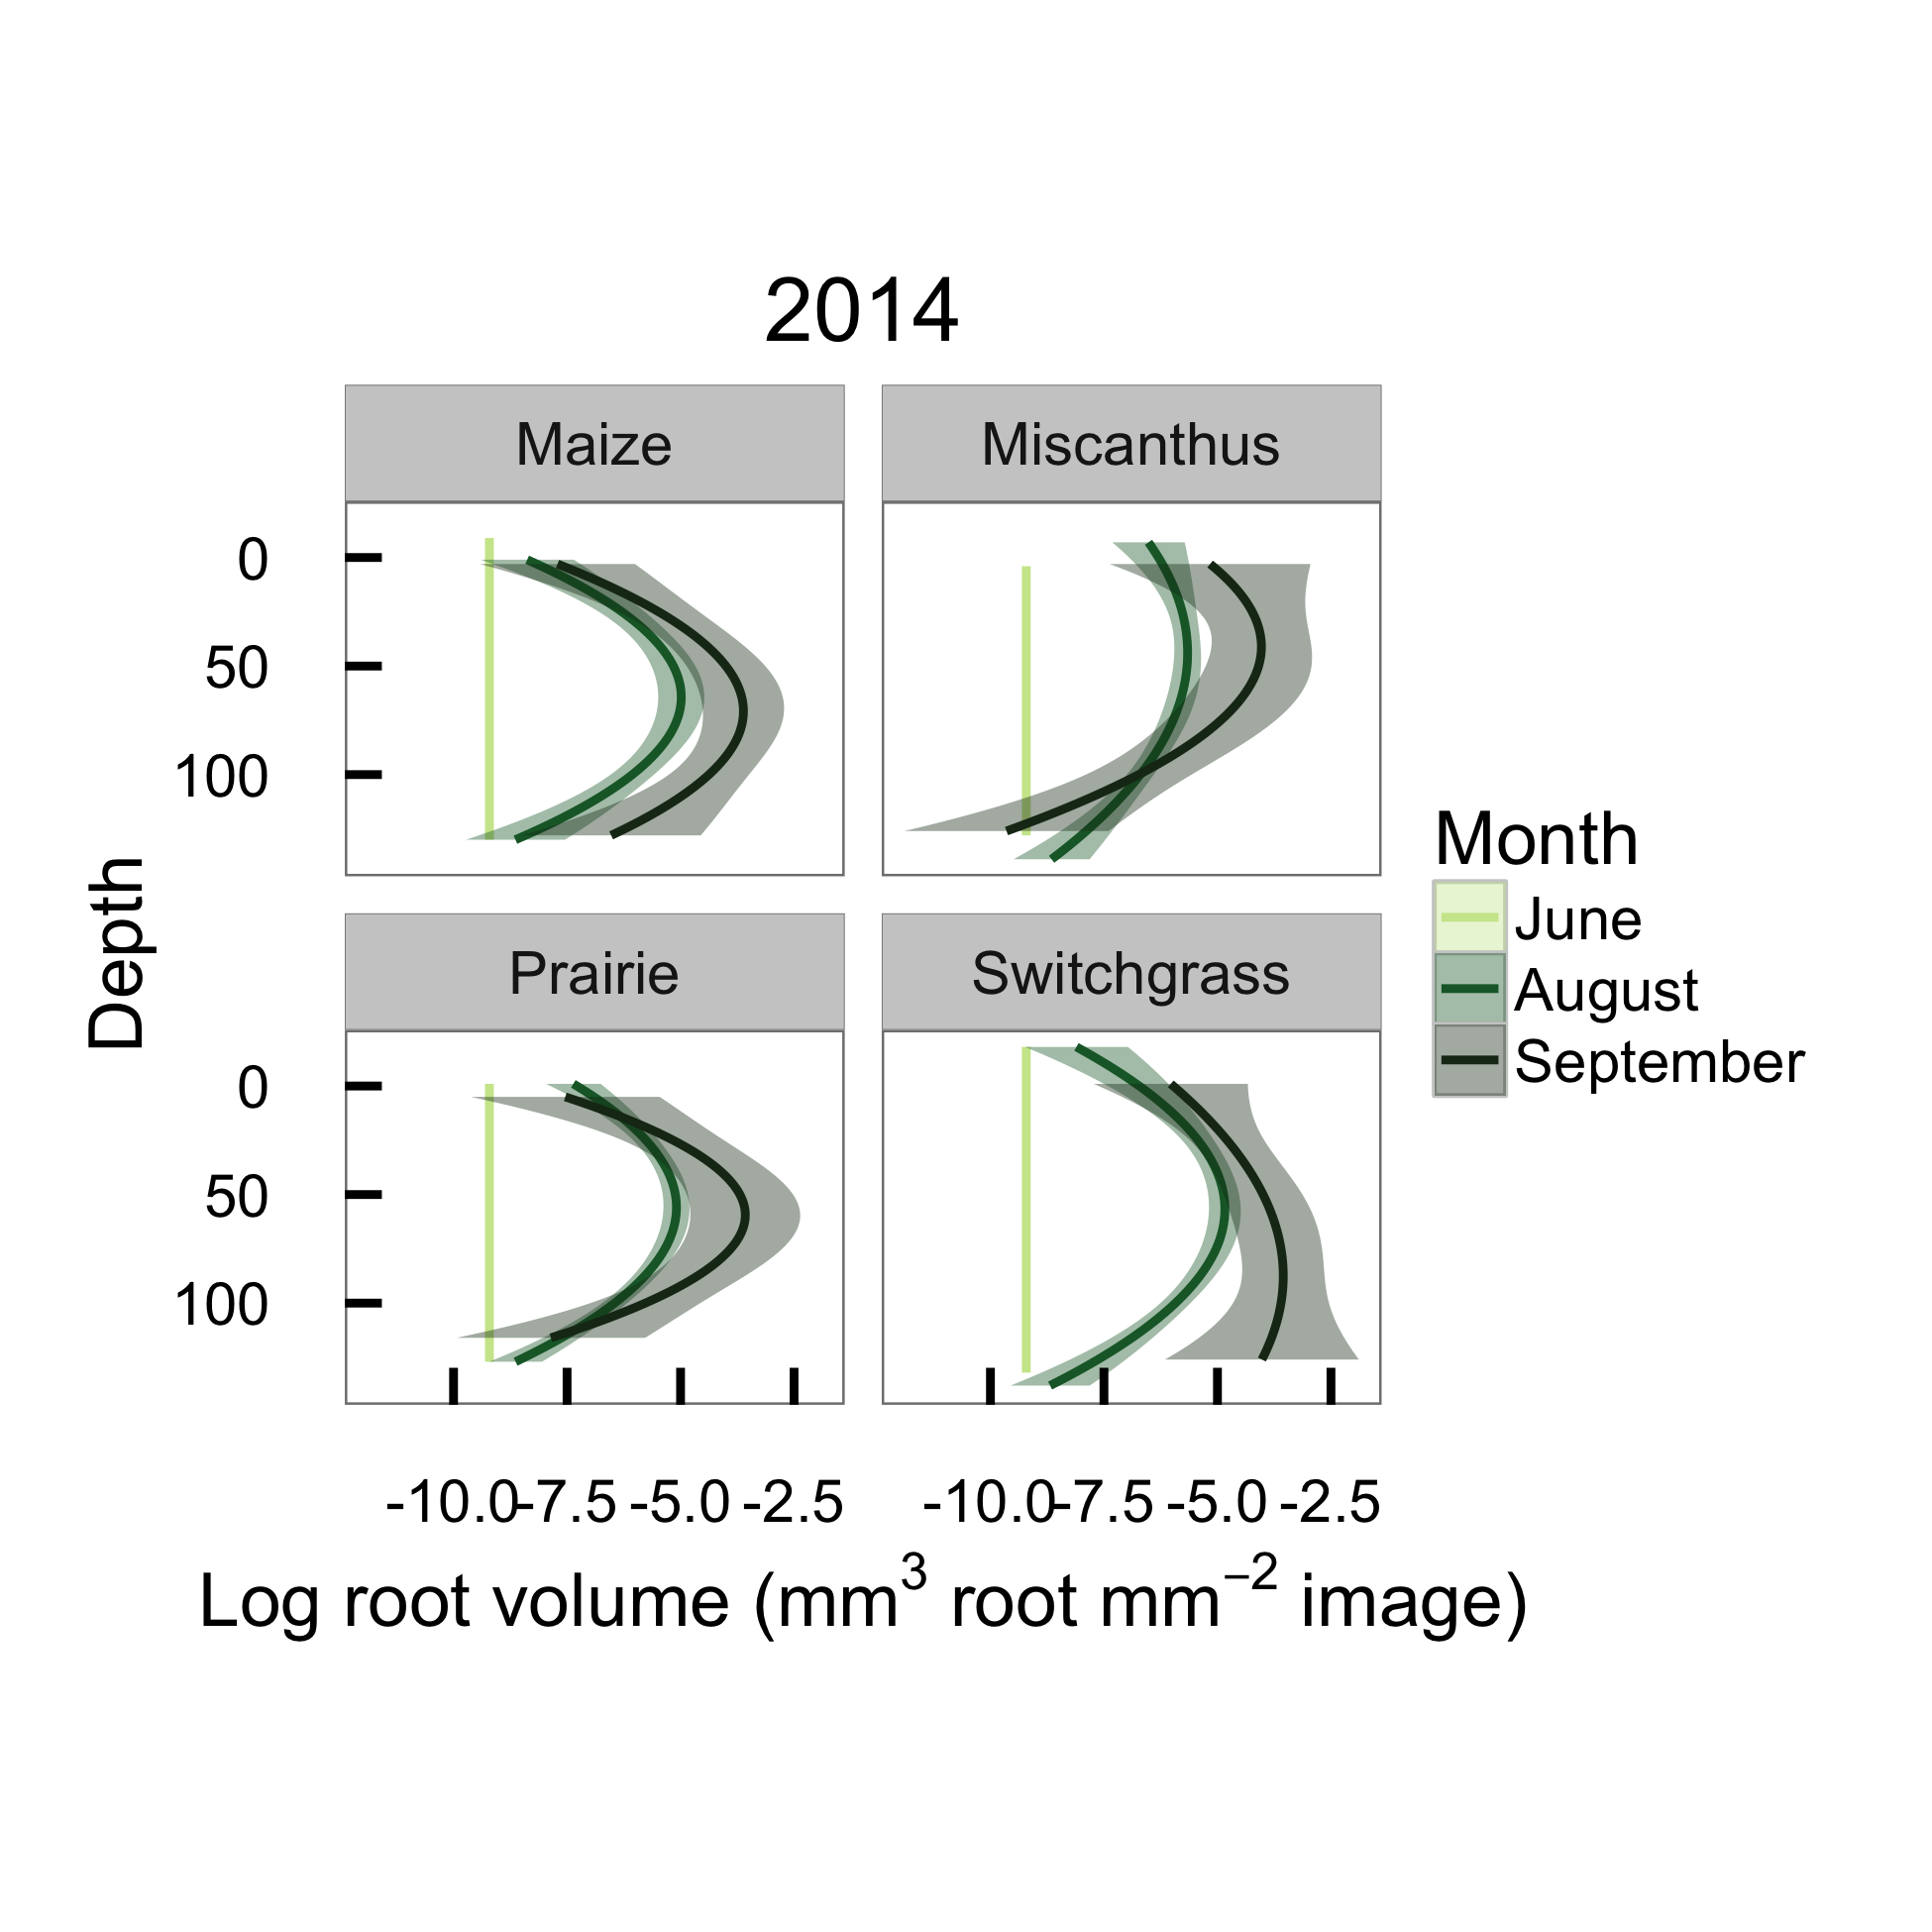 2014
Maize Miscanthus
0
50
100
Prairie Switchgrass
0
50
100
-10.0 -7.5 -5.0 -2.5 -10.0 -7.5 -5.0 -2.5
Log root volume (mm³ root mm⁻² image)
Depth
Month
June
August
September